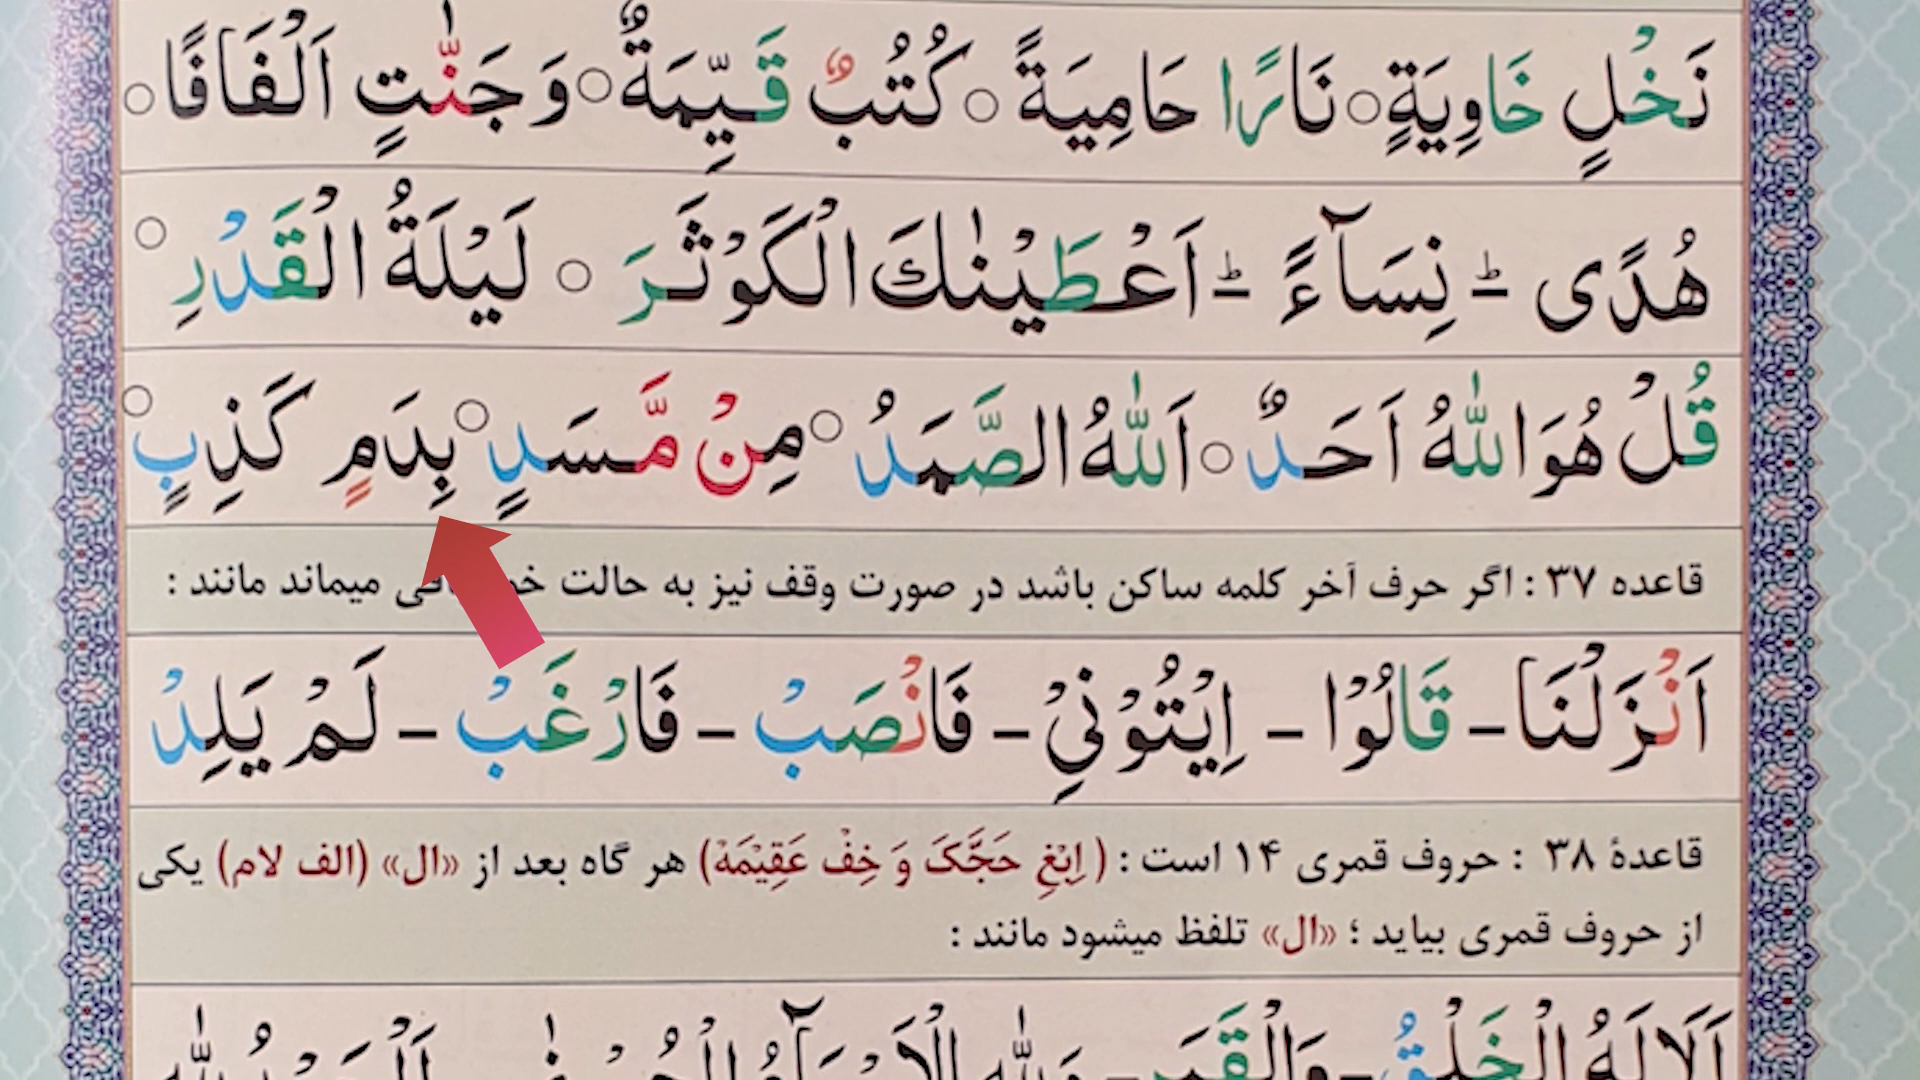 نَخْلٍ خَاوِيَةٍ ○ نَارًا حَامِيَةً ○ كُتُبٌ قَيِّمَةٌ ○ وَ جَنّٰتٍ اَلْفَافًا ○
هُدًى ؕ– نِسَآءً ؕ– اَعْطَيْنٰكَ الْكَوْثَرَ ○ لَيْلَةُ الْقَدْرِ ○
قُلْ هُوَ اللّٰهُ اَحَدٌ ○ اَللّٰهُ الصَّمَدُ ○ مِنْ مَّسَدٍ ○ بِدَمٍ كَذِبٍ ○
قاعده ۳۷ : اگر حرف آخر کلمه ساکن باشد در صورت وقف نیز به حالت میماند مانند :
اَنْزَلْنَا – قَالُوْا – اِيْتُوْنِيْ – فَانْصَبْ – فَارْغَبْ – لَمْ يَلِدْ
قاعدهٔ ۳۸ : حروف قمری ۱۴ است : ( اِبْغِ حَجَّکَ وَ خِفْ عَقِیْمَهْ) هر گاه بعد از «ال» (الف لام) یکی
از حروف قمری بیاید ؛ «ال» تلفظ میشود مانند :